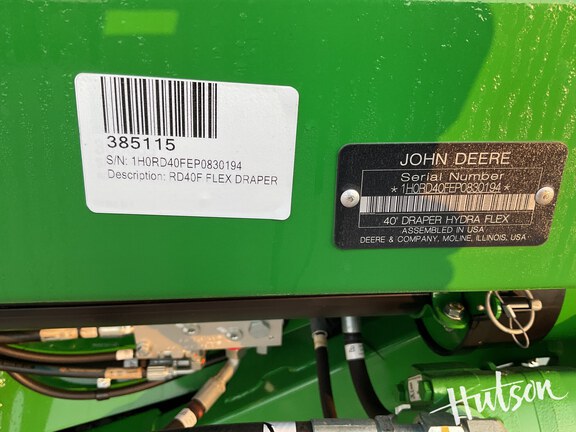 385115
S/N: 1H0RD40FEP0830194
Description: RD40F FLEX DRAPER
JOHN DEERE
Serial Number
*1H0RD40FEP0830194*
40' DRAPER HYDRA FLEX
ASSEMBLED IN USA
DEERE & COMPANY, MOLINE, ILLINOIS, USA
Hutson